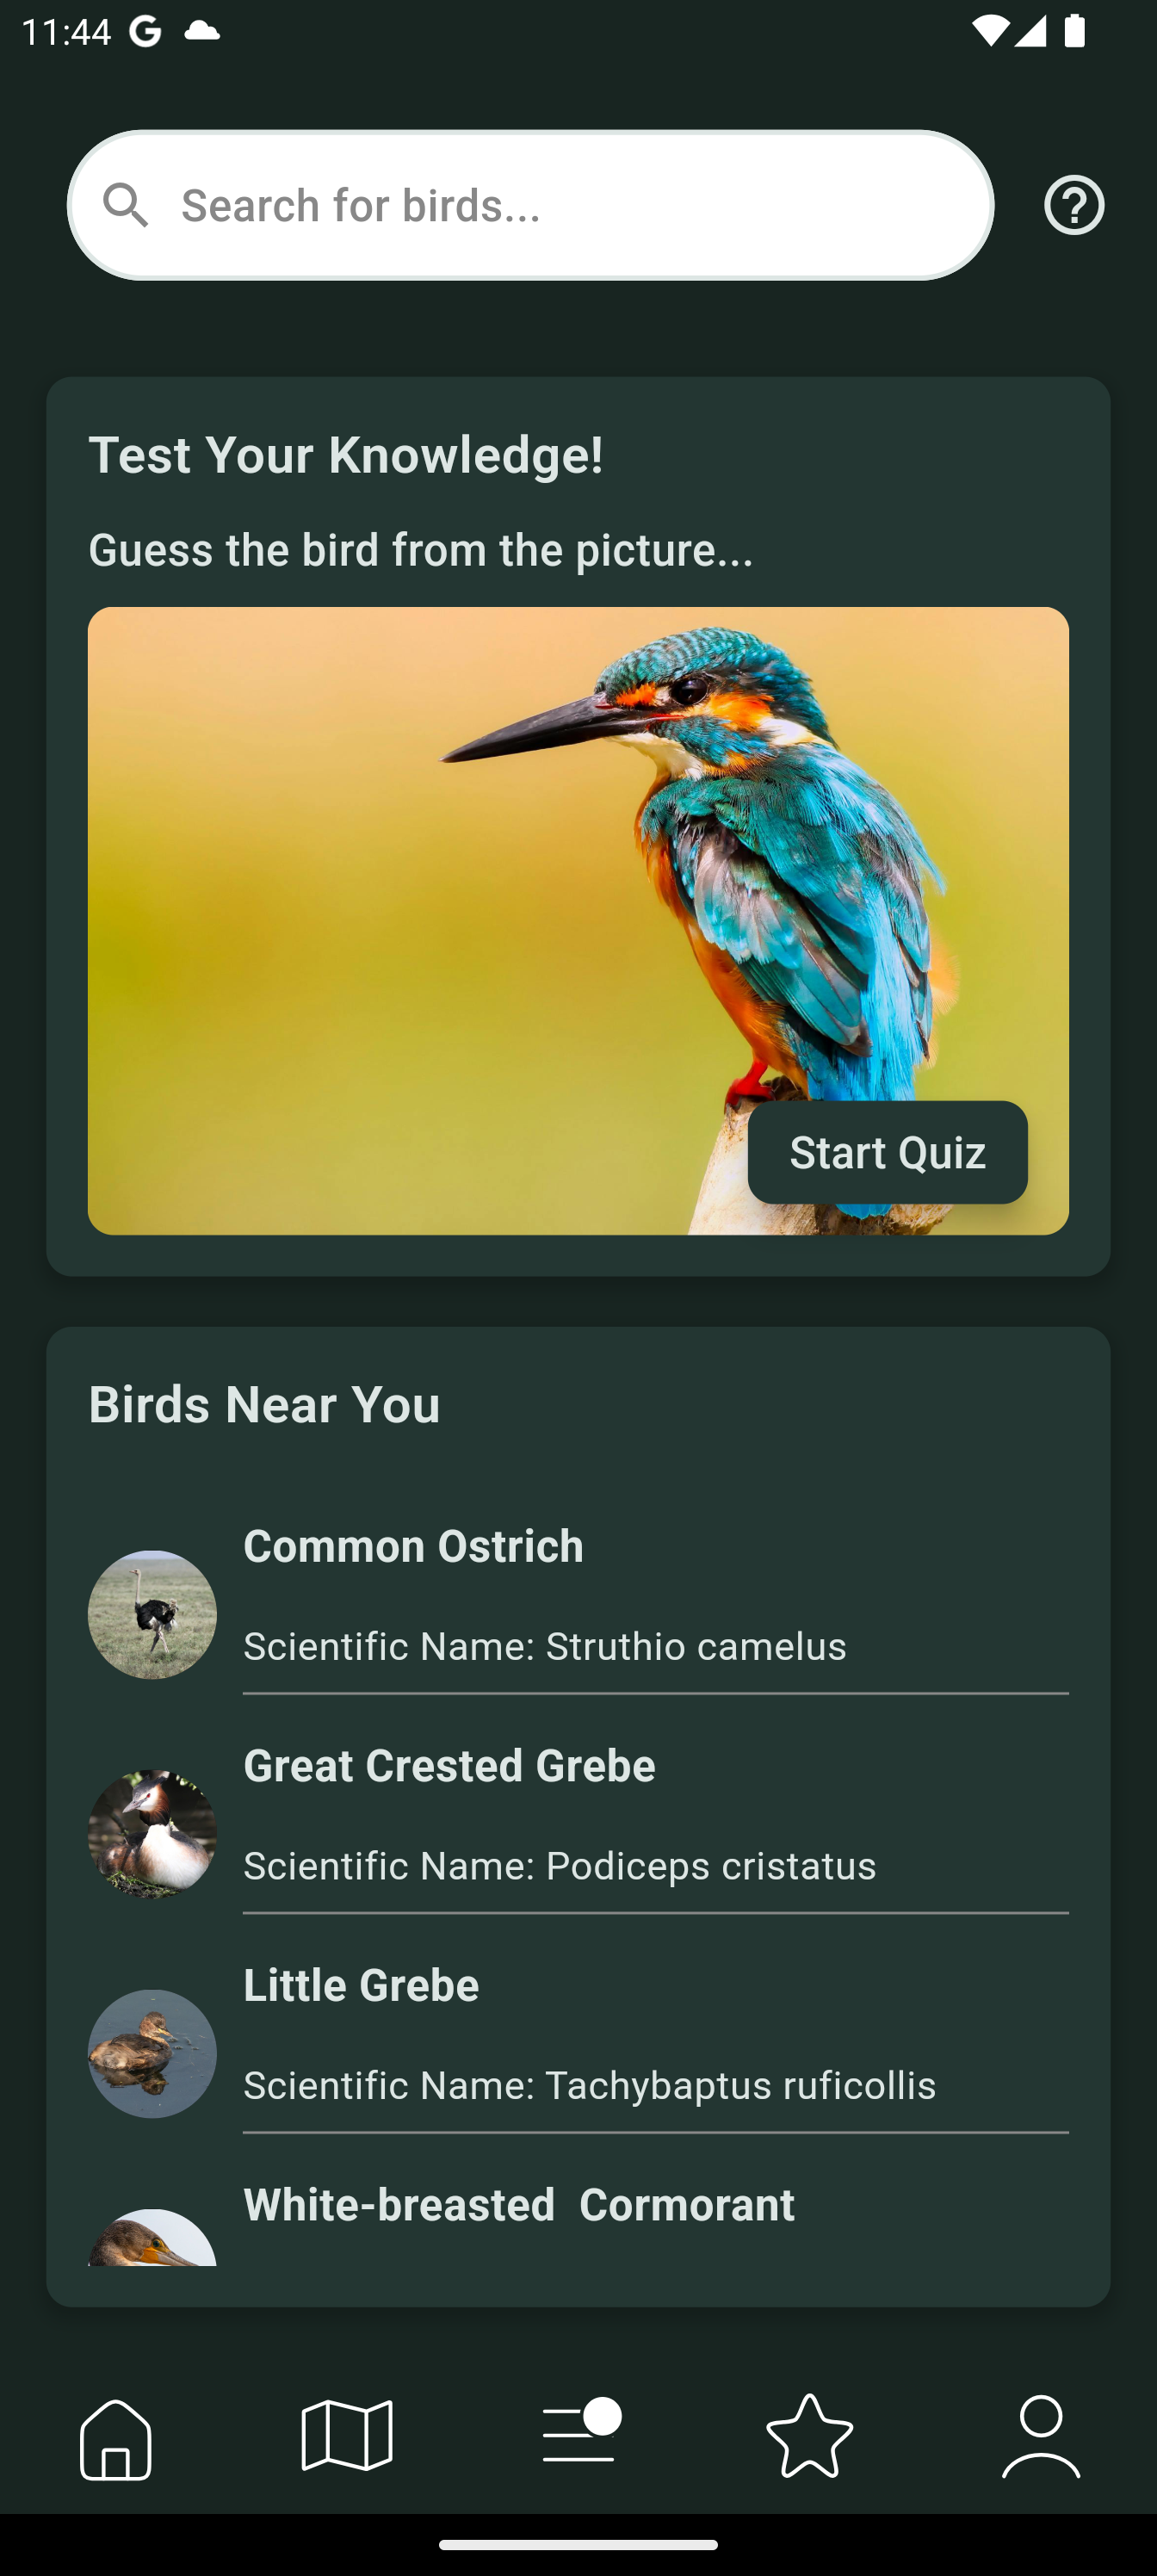 11:44
Search for birds...
Test Your Knowledge!
Guess the bird from the picture...
Start Quiz
Birds Near You
Common Ostrich
Scientific Name: Struthio camelus
Great Crested Grebe
Scientific Name: Podiceps cristatus
Little Grebe
Scientific Name: Tachybaptus ruficollis
White-breasted  Cormorant